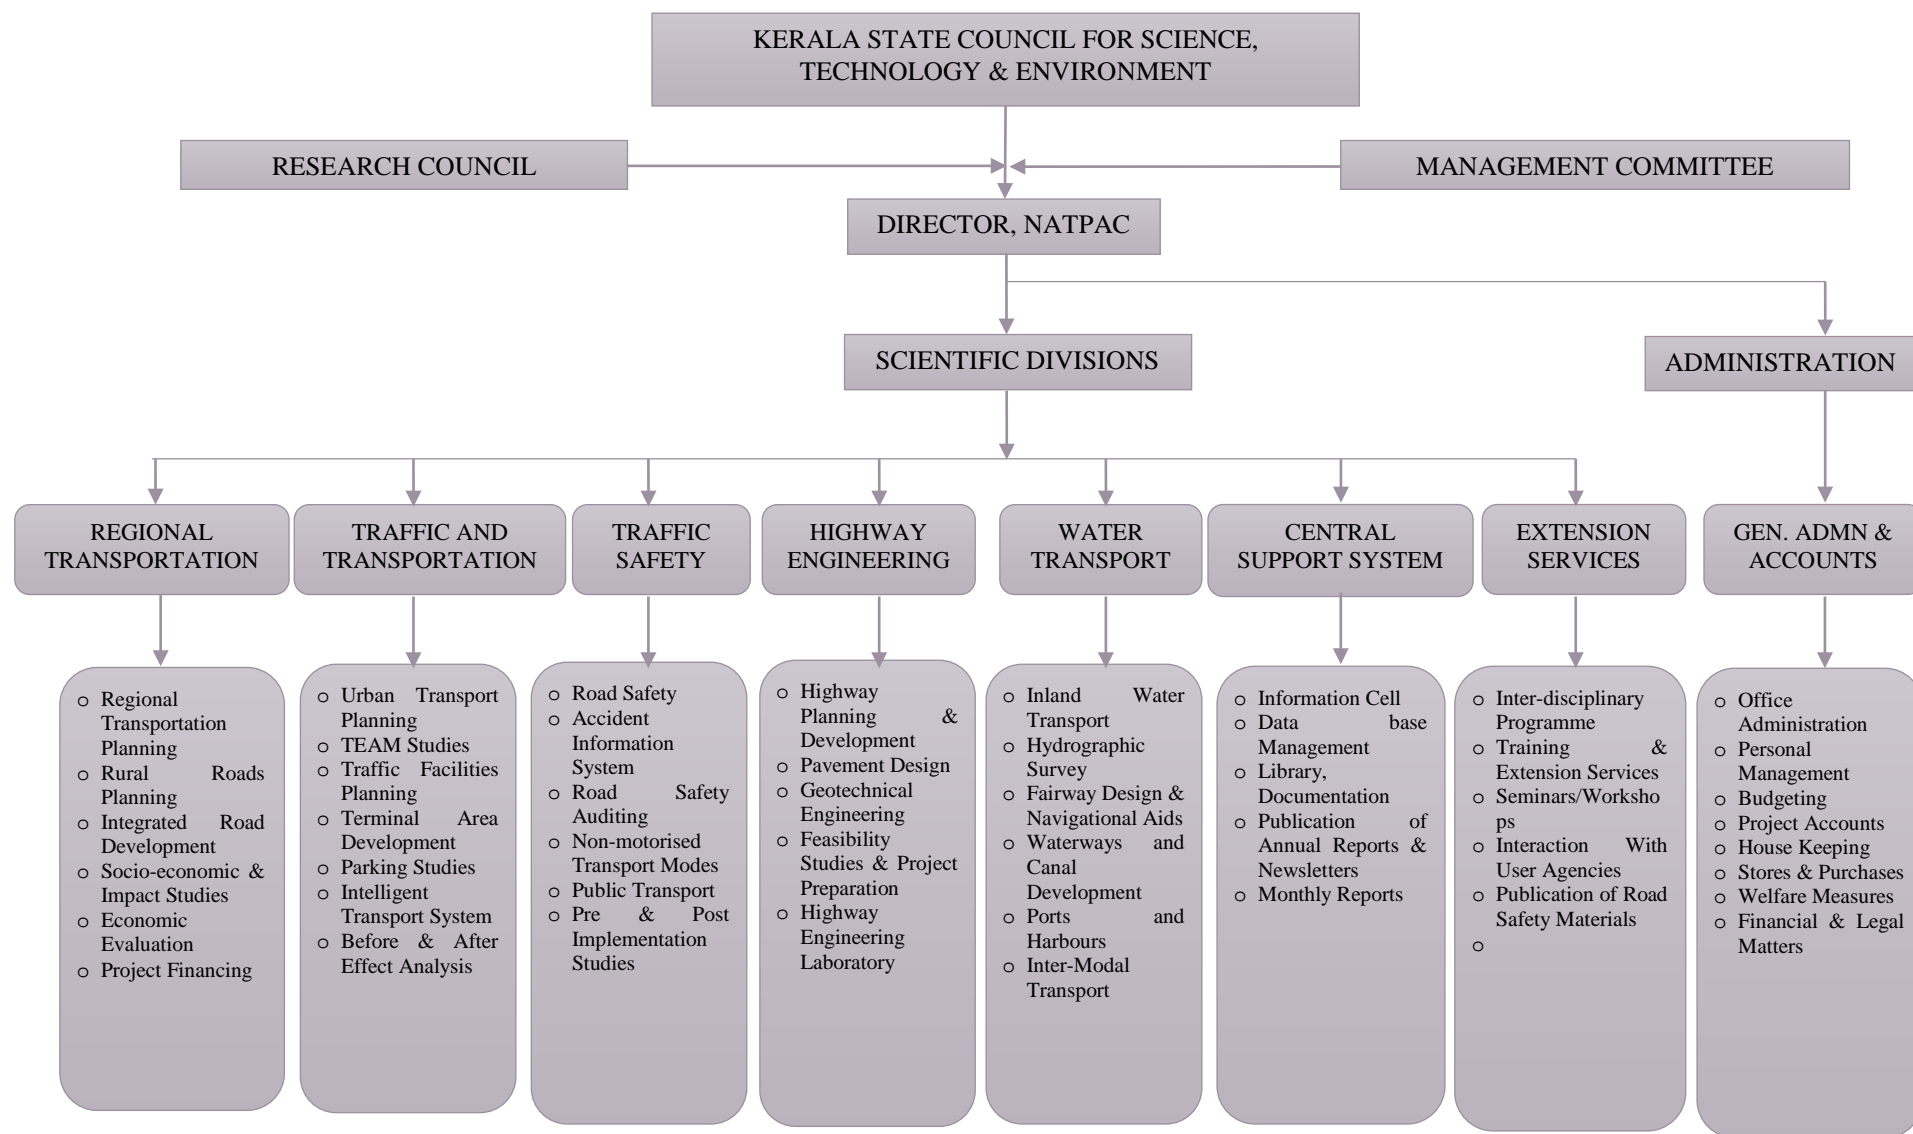 KERALA STATE COUNCIL FOR SCIENCE,
TECHNOLOGY & ENVIRONMENT
RESEARCH COUNCIL
MANAGEMENT COMMITTEE
DIRECTOR, NATPAC
SCIENTIFIC DIVISIONS
ADMINISTRATION
REGIONAL
TRANSPORTATION
TRAFFIC AND
TRANSPORTATION
TRAFFIC
SAFETY
HIGHWAY
ENGINEERING
WATER
TRANSPORT
CENTRAL
SUPPORT SYSTEM
EXTENSION
SERVICES
GEN. ADMN &
ACCOUNTS
o Regional
Transportation
Planning
o Rural Roads
Planning
o Integrated Road
Development
o Socio-economic &
Impact Studies
o Economic
Evaluation
o Project Financing
o Urban Transport
Planning
o TEAM Studies
o Traffic Facilities
Planning
o Terminal Area
Development
o Parking Studies
o Intelligent
Transport System
o Before & After
Effect Analysis
o Road Safety
o Accident
Information
System
o Road Safety
Auditing
o Non-motorised
Transport Modes
o Public Transport
o Pre & Post
Implementation
Studies
o Highway
Planning &
Development
o Pavement Design
o Geotechnical
Engineering
o Feasibility
Studies & Project
Preparation
o Highway
Engineering
Laboratory
o Inland Water
Transport
o Hydrographic
Survey
o Fairway Design &
Navigational Aids
o Waterways and
Canal
Development
o Ports and
Harbours
o Inter-Modal
Transport
o Information Cell
o Data base
Management
o Library,
Documentation
o Publication of
Annual Reports &
Newsletters
o Monthly Reports
o Inter-disciplinary
Programme
o Training &
Extension Services
o Seminars/Worksho
ps
o Interaction With
User Agencies
o Publication of Road
Safety Materials
o
o Office
Administration
o Personal
Management
o Budgeting
o Project Accounts
o House Keeping
o Stores & Purchases
o Welfare Measures
o Financial & Legal
Matters